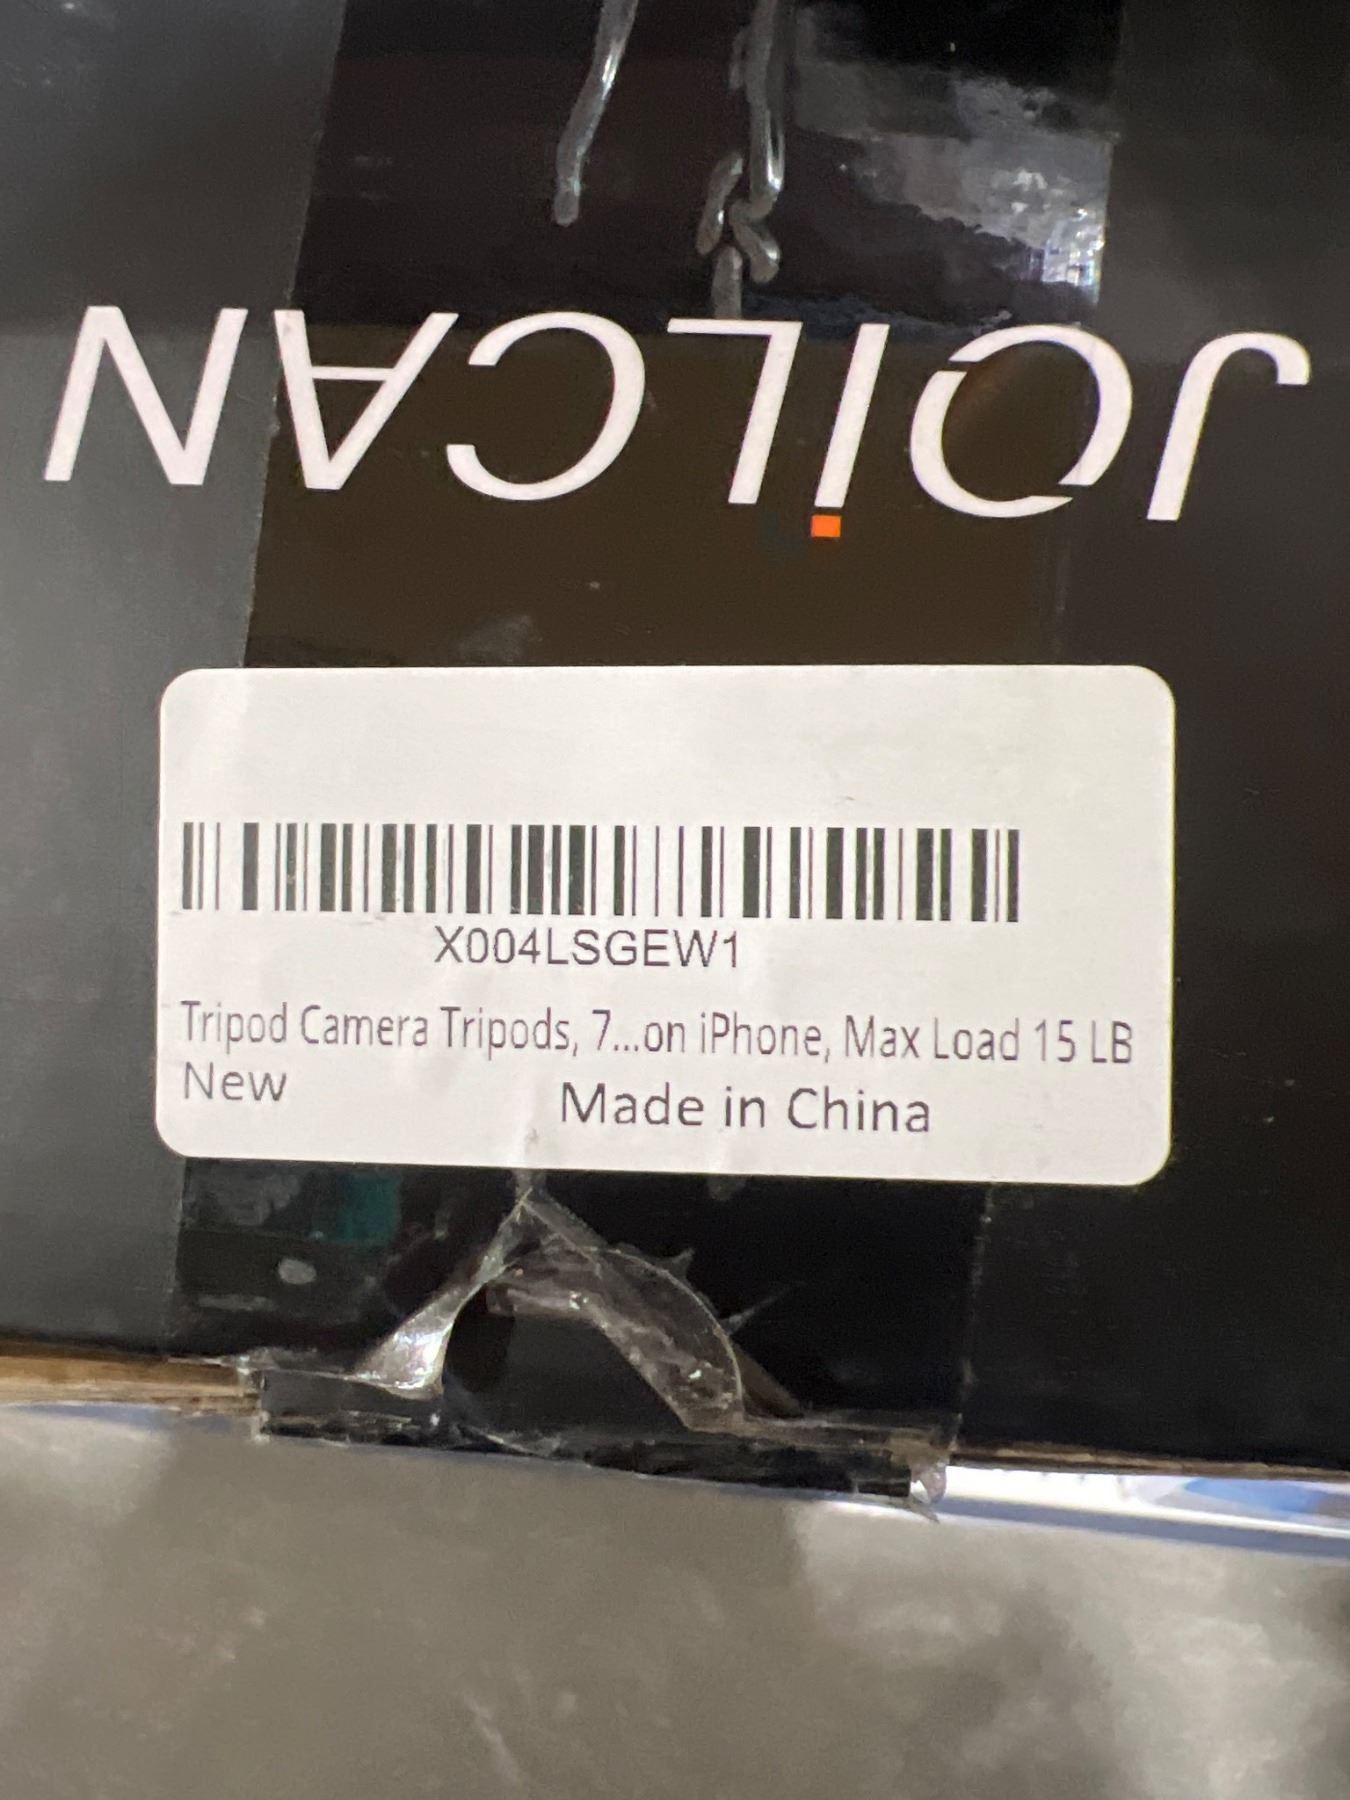 JOiLCAN
X004LSGEW1
Tripod Camera Tripods, 7...on iPhone, Max Load 15 LB
New
Made in China